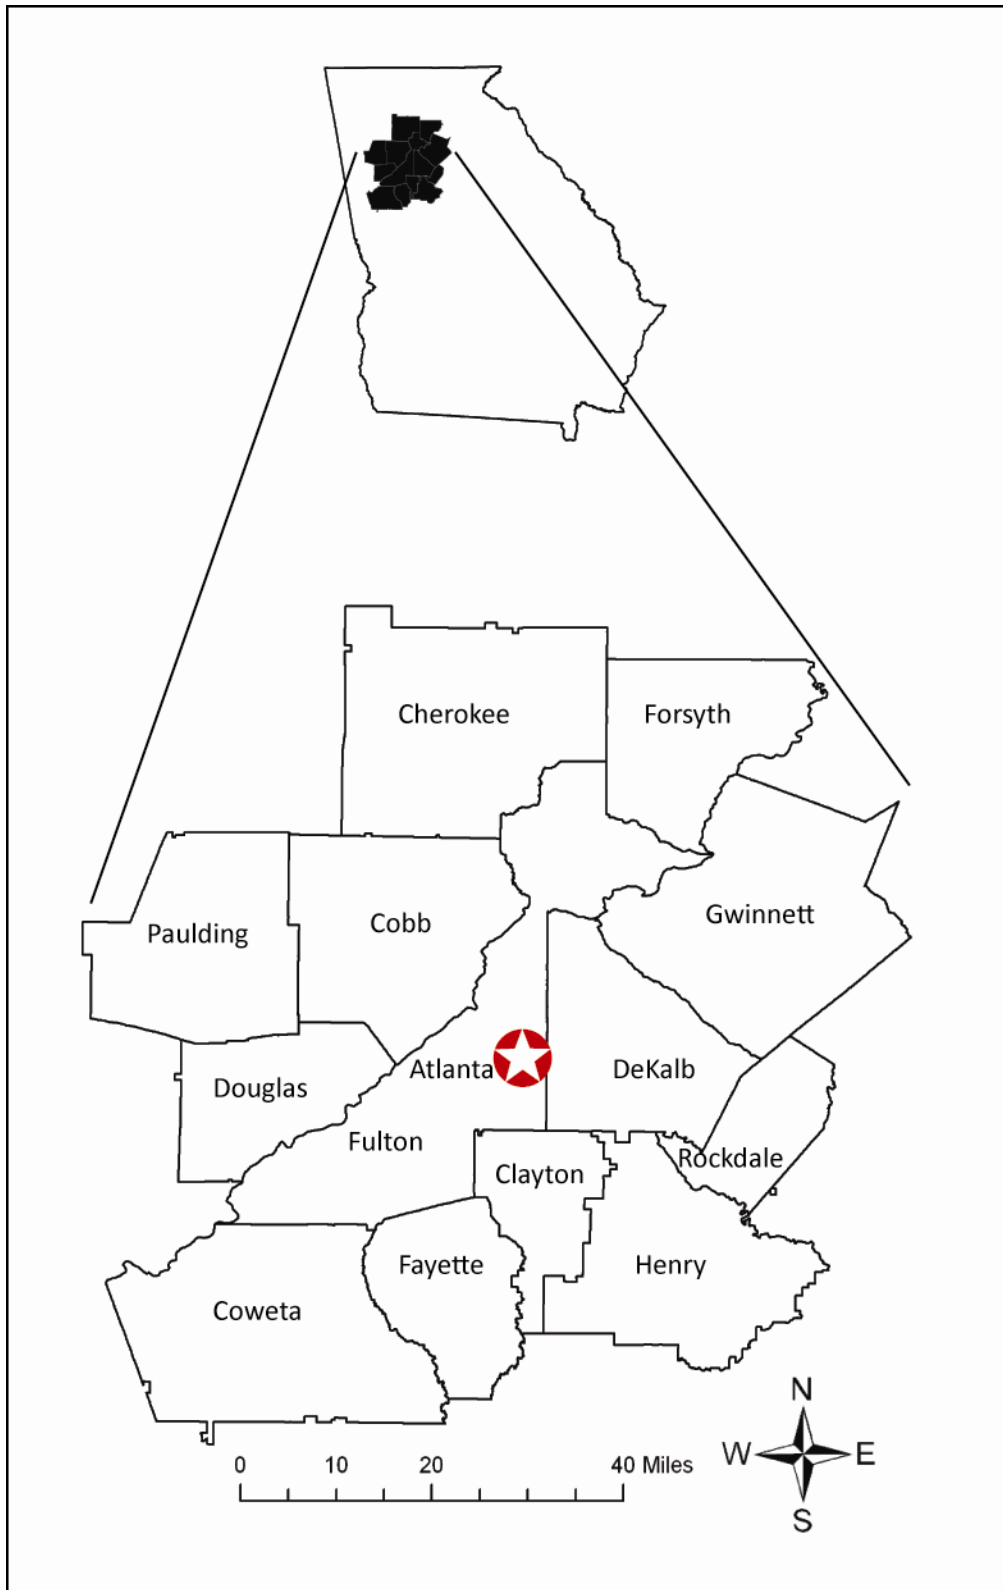 Cherokee
Forsyth
Paulding
Cobb
Gwinnett
Douglas
Atlanta
DeKalb
Fulton
Clayton
Rockdale
Coweta
Fayette
Henry
N
W E
S
0 10 20 40 Miles